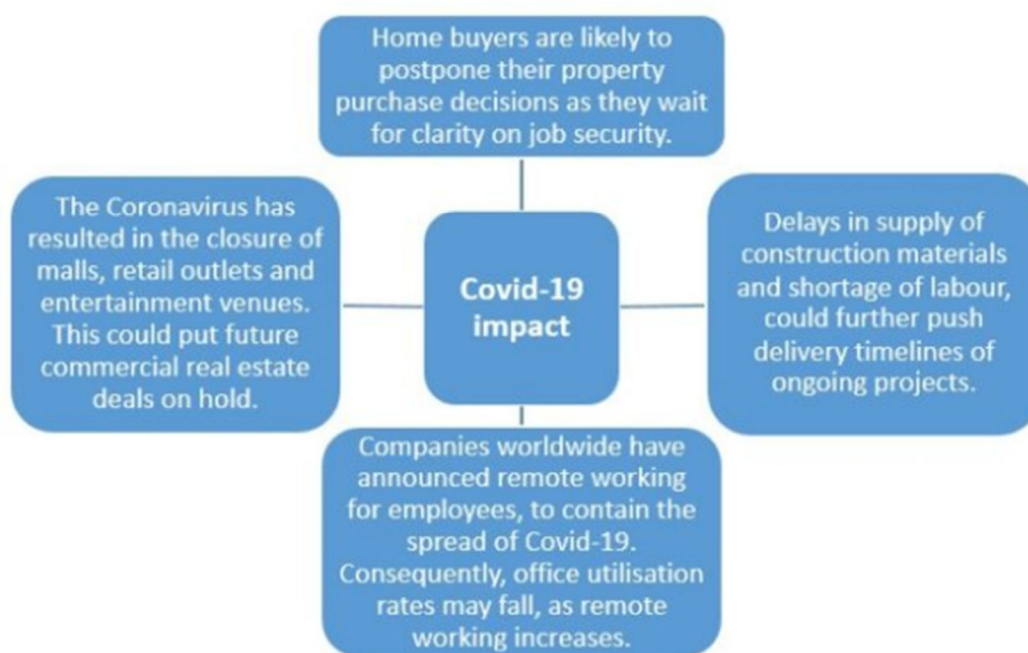 Home buyers are likely to
postpone their property
purchase decisions as they wait
for clarity on job security.
The Coronavirus has
resulted in the closure of
malls, retail outlets and
entertainment venues.
This could put future
commercial real estate
deals on hold.
Covid-19
impact
Delays in supply of
construction materials
and shortage of labour,
could further push
delivery timelines of
ongoing projects.
Companies worldwide have
announced remote working
for employees, to contain the
spread of Covid-19.
Consequently, office utilisation
rates may fall, as remote
working increases.